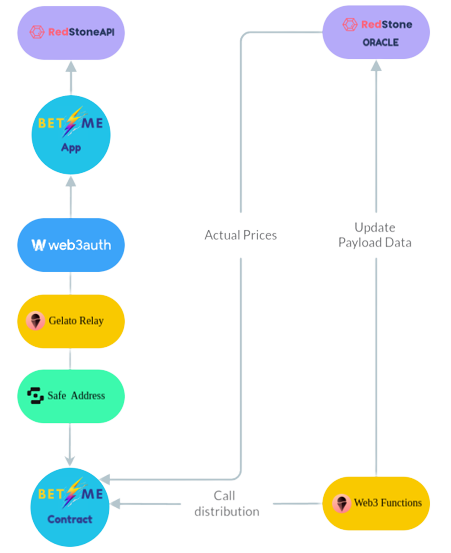 RedStoneAPI
RedStone
ORACLE
BET ME
App
Actual Prices
Update
Payload Data
web3auth
Gelato Relay
Safe Address
BET ME
Contract
Call
distribution
Web3 Functions